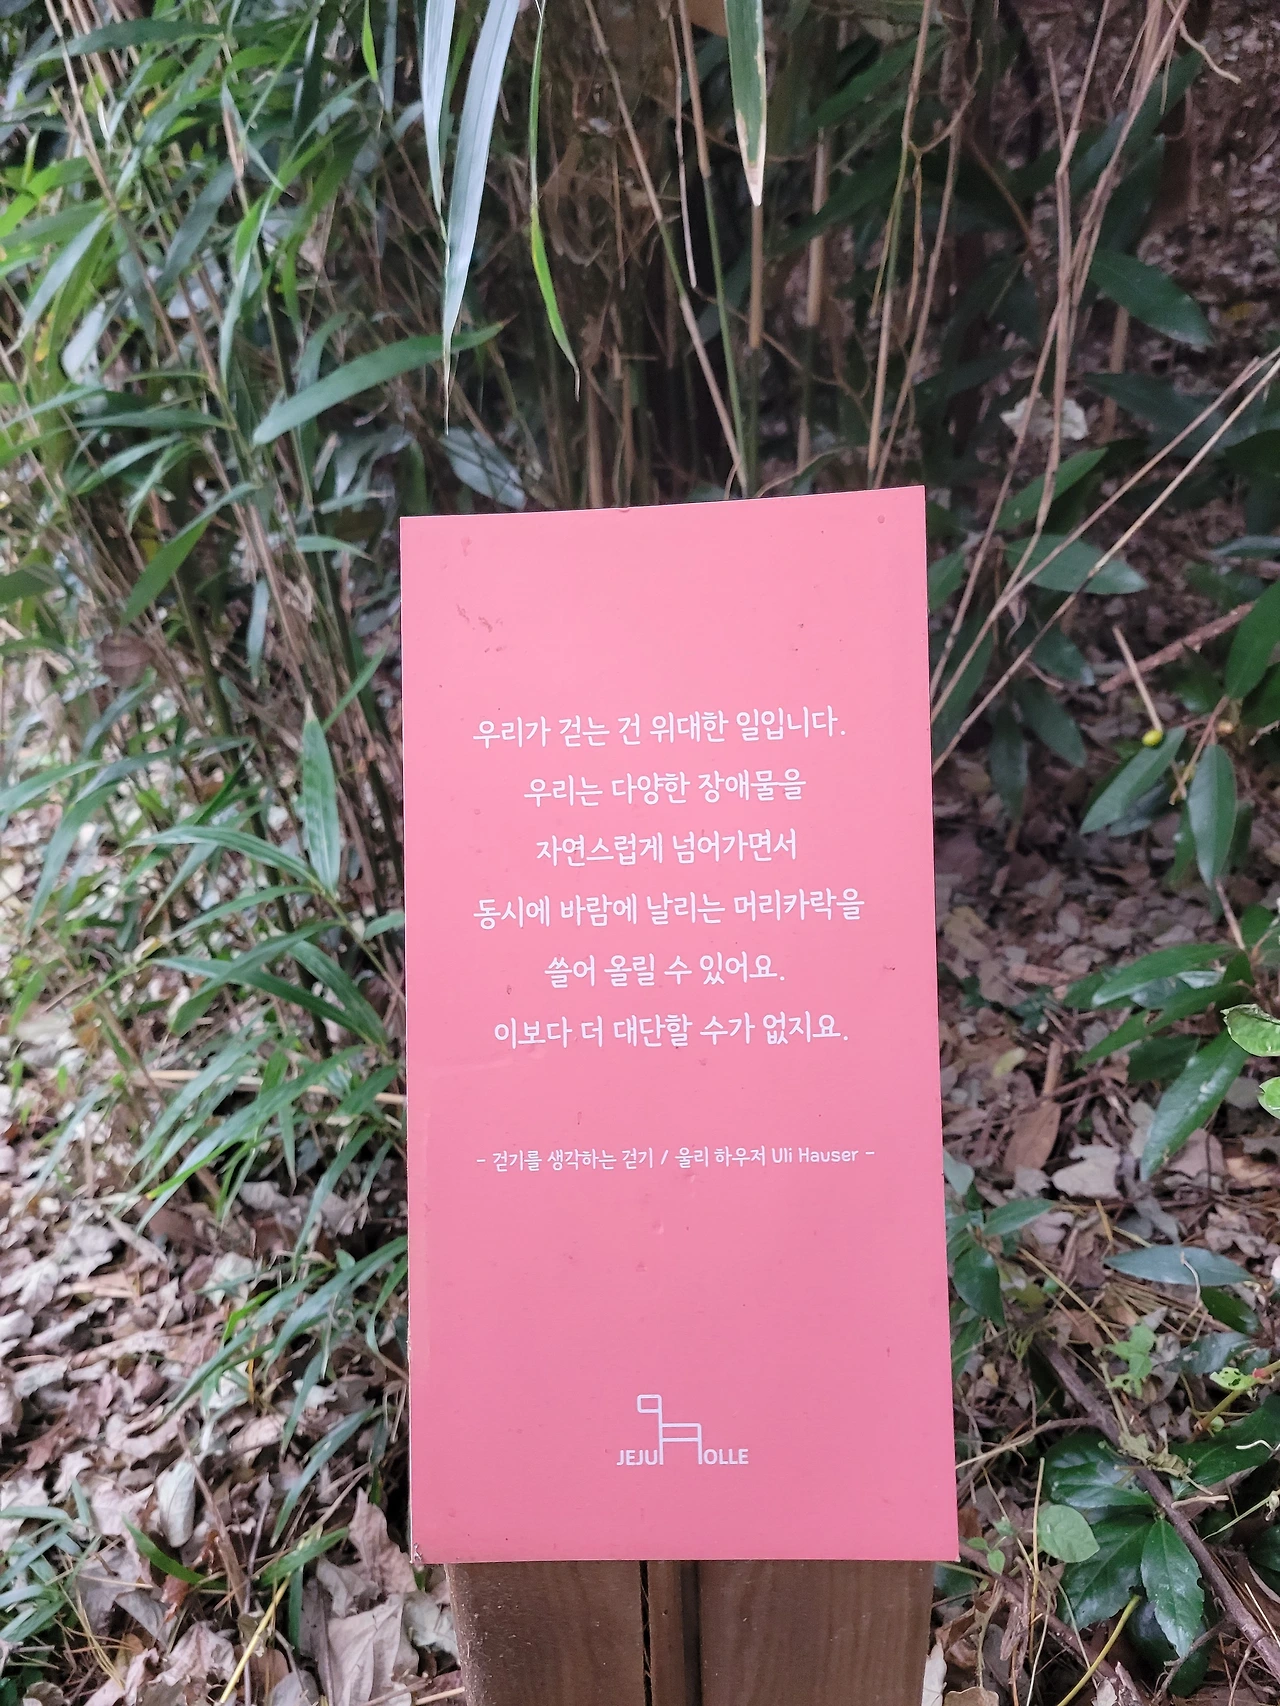 우리가 걷는 건 위대한 일입니다.
우리는 다양한 장애물을
자연스럽게 넘어가면서
동시에 바람에 날리는 머리카락을
쓸어 올릴 수 있어요.
이보다 더 대단할 수가 없지요.
- 걷기를 생각하는 걷기 / 울리 하우저 Uli Hauser -
JEJU OLLE